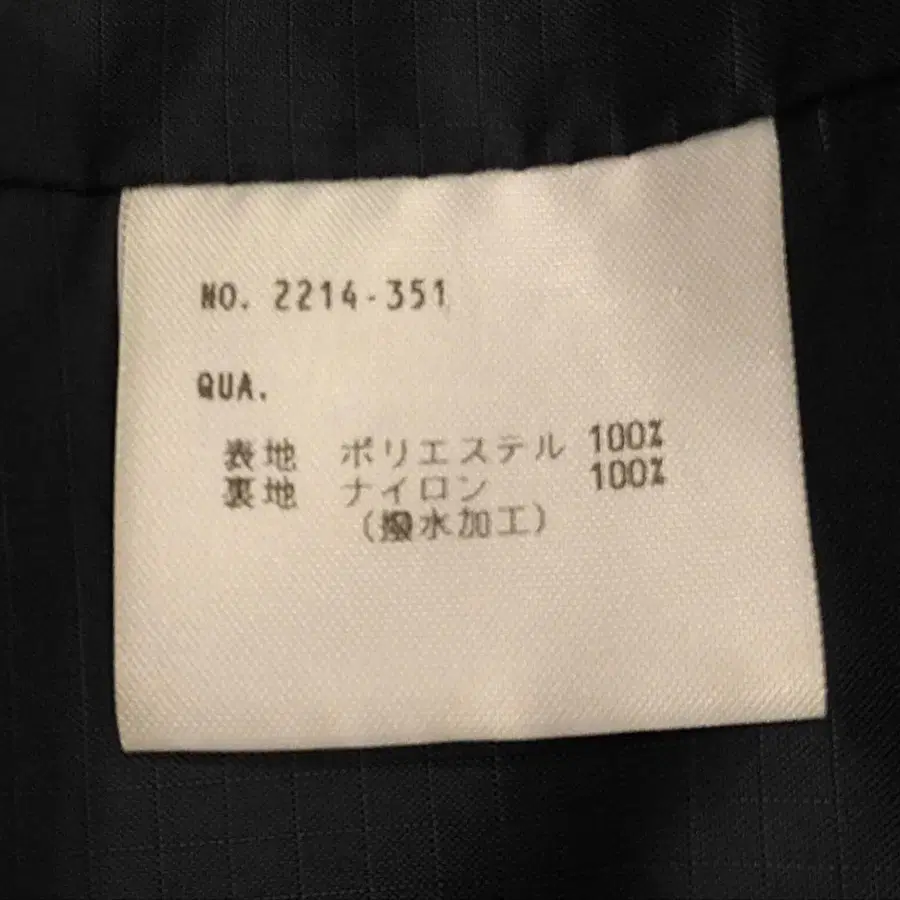 NO. 2214-351
QUA.
表地 ポリエステル 100%
裏地 ナイロン 100%
(撥水加工)